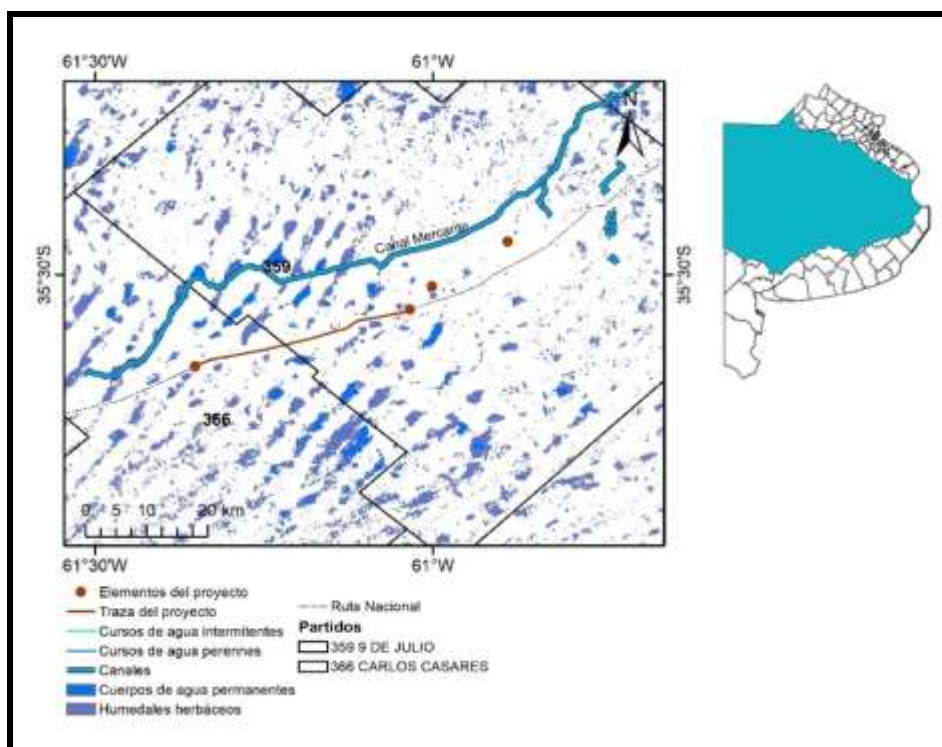 61°30'W 61°W
N
Canal Mercante
35°30'S 359 35°30'S
366
0 5 10 20 km
61°30'W 61°W
Elementos del proyecto
Traza del proyecto
Cursos de agua intermitentes
Cursos de agua perennes
Canales
Cuerpos de agua permanentes
Humedales herbáceos
Ruta Nacional
Partidos
359 9 DE JULIO
366 CARLOS CASARES